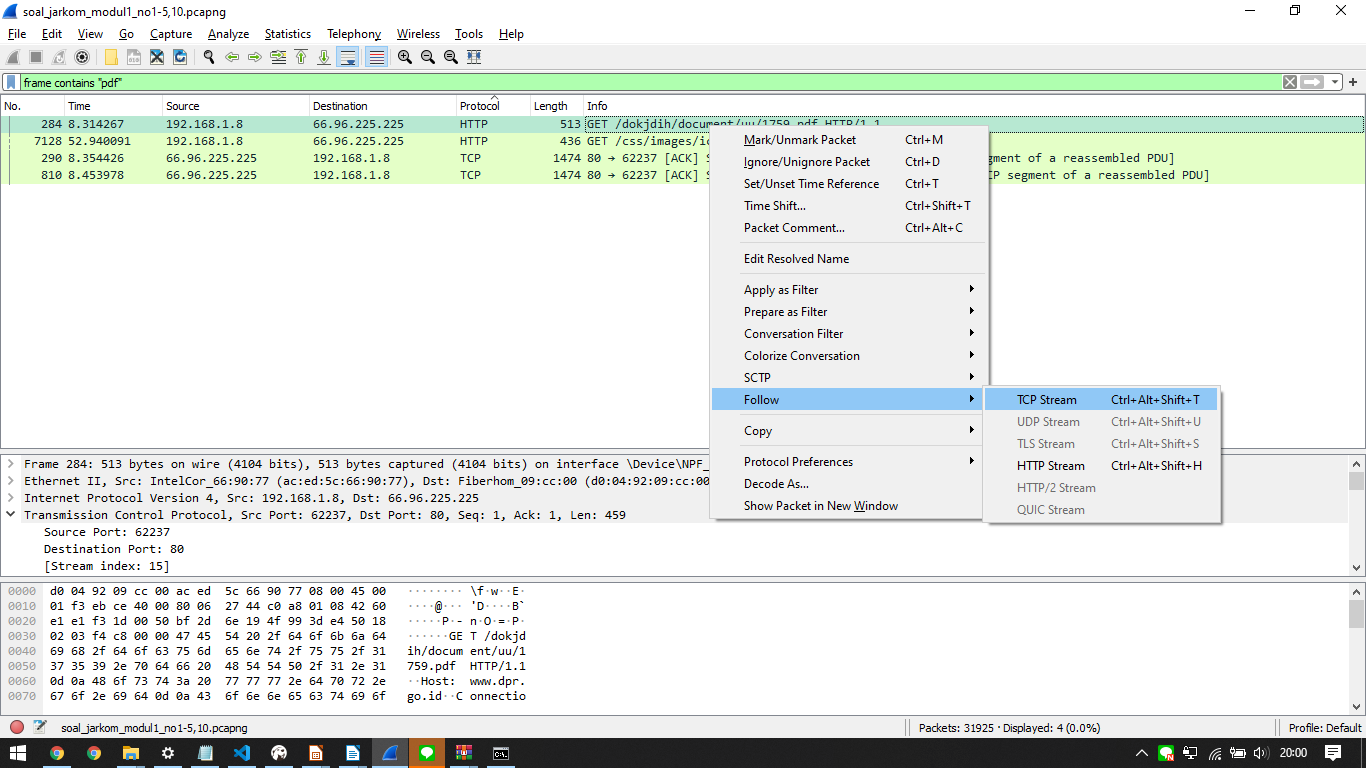 soal_jarkom_modul1_no1-5,10.pcapng
File Edit View Go Capture Analyze Statistics Telephony Wireless Tools Help
frame contains "pdf"
No. Time Source Destination Protocol Length Info
284 8.314267 192.168.1.8 66.96.225.225 HTTP 513 GET /dokjdih/document/uu/1759.pdf HTTP/1.1
7128 52.940091 192.168.1.8 66.96.225.225 HTTP 436 GET /css/images/ic
290 8.354426 66.96.225.225 192.168.1.8 TCP 1474 80 → 62237 [ACK] S gment of a reassembled PDU]
810 8.453978 66.96.225.225 192.168.1.8 TCP 1474 80 → 62237 [ACK] S CP segment of a reassembled PDU]
Mark/Unmark Packet Ctrl+M
Ignore/Unignore Packet Ctrl+D
Set/Unset Time Reference Ctrl+T
Time Shift... Ctrl+Shift+T
Packet Comment... Ctrl+Alt+C
Edit Resolved Name
Apply as Filter
Prepare as Filter
Conversation Filter
Colorize Conversation
SCTP
Follow
Copy
Protocol Preferences
Decode As...
Show Packet in New Window
TCP Stream Ctrl+Alt+Shift+T
UDP Stream Ctrl+Alt+Shift+U
TLS Stream Ctrl+Alt+Shift+S
HTTP Stream Ctrl+Alt+Shift+H
HTTP/2 Stream
QUIC Stream
Frame 284: 513 bytes on wire (4104 bits), 513 bytes captured (4104 bits) on interface \Device\NPF_
Ethernet II, Src: IntelCor_66:90:77 (ac:ed:5c:66:90:77), Dst: Fiberhom_09:cc:00 (d0:04:92:09:cc:00
Internet Protocol Version 4, Src: 192.168.1.8, Dst: 66.96.225.225
Transmission Control Protocol, Src Port: 62237, Dst Port: 80, Seq: 1, Ack: 1, Len: 459
Source Port: 62237
Destination Port: 80
[Stream index: 15]
0000 d0 04 92 09 cc 00 ac ed 5c 66 90 77 08 00 45 00 ········ \f·w··E·
0010 01 f3 eb ce 40 00 80 06 27 44 c0 a8 01 08 42 60 ····@··· 'D····B`
0020 e1 e1 f3 1d 00 50 bf 2d 6e 19 4f 99 3d e4 50 18 ·····P·- n·O·=·P·
0030 02 03 f4 c8 00 00 47 45 54 20 2f 64 6f 6b 6a 64 ······GE T /dokjd
0040 69 68 2f 64 6f 63 75 6d 65 6e 74 2f 75 75 2f 31 ih/docum ent/uu/1
0050 37 35 39 2e 70 64 66 20 48 54 54 50 2f 31 2e 31 759.pdf HTTP/1.1
0060 0d 0a 48 6f 73 74 3a 20 77 77 77 2e 64 70 72 2e ··Host: www.dpr.
0070 67 6f 2e 69 64 0d 0a 43 6f 6e 6e 65 63 74 69 6f go.id··C onnectio
soal_jarkom_modul1_no1-5,10.pcapng
Packets: 31925 · Displayed: 4 (0.0%)
Profile: Default
20:00